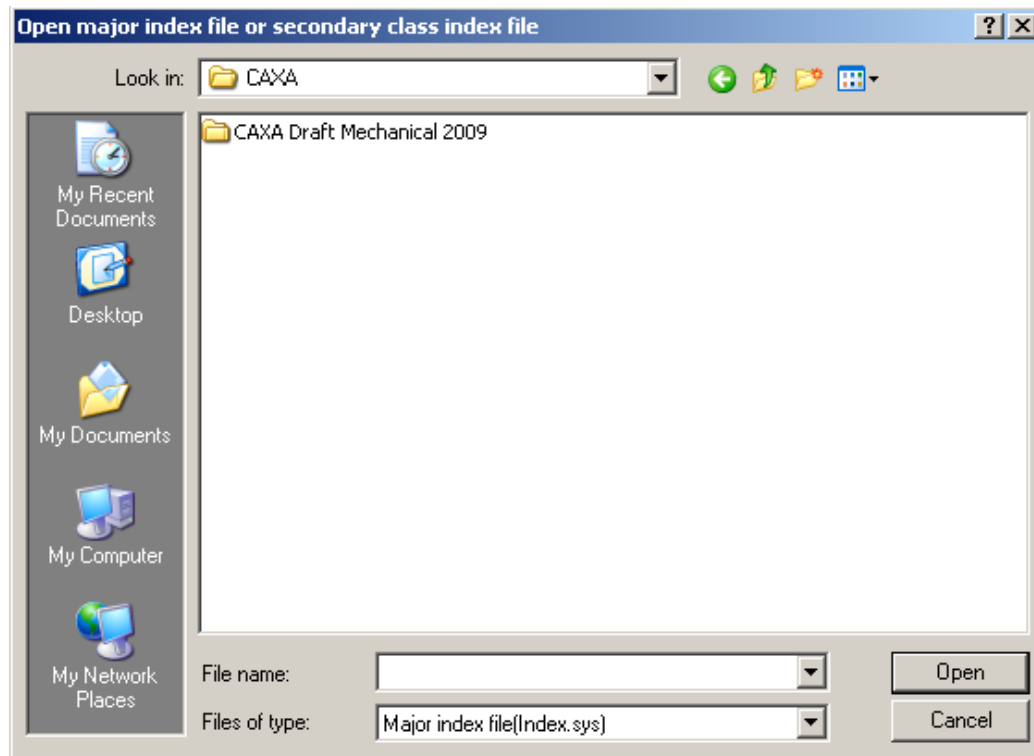 Open major index file or secondary class index file
Look in: CAXA
CAXA Draft Mechanical 2009
My Recent
Documents
Desktop
My Documents
My Computer
My Network
Places
File name:
Open
Files of type: Major index file(Index.sys)
Cancel